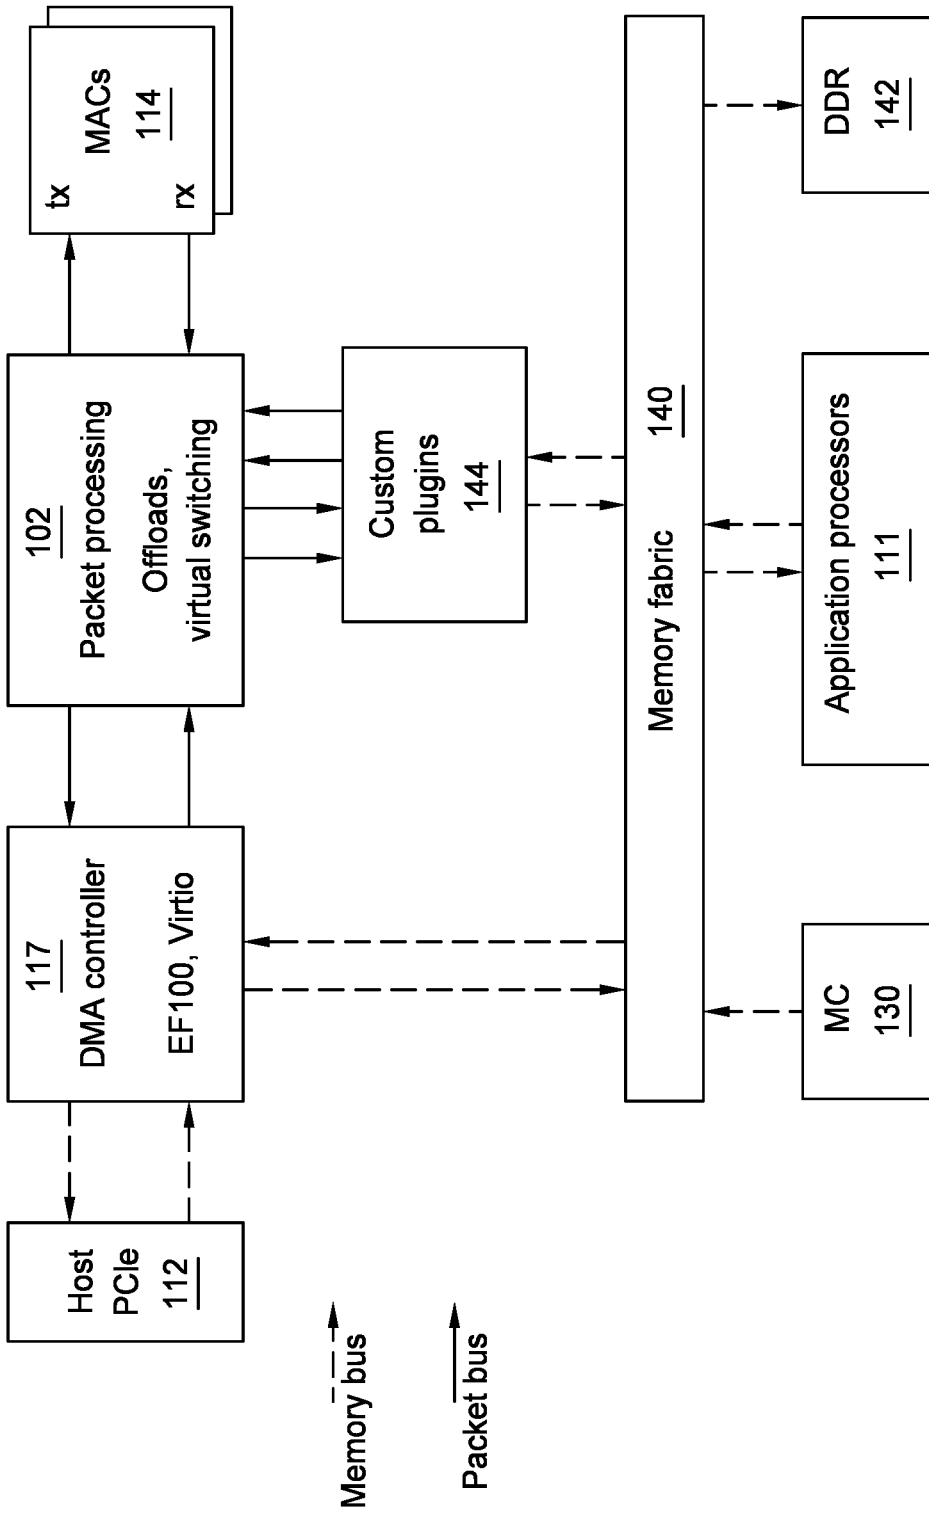 Host
PCIe
112
117
DMA controller
EF100, Virtio
102
Packet processing
Offloads,
virtual switching
tx
MACs
114
rx
Custom
plugins
144
Memory bus
Packet bus
Memory fabric
140
MC
130
Application processors
111
DDR
142